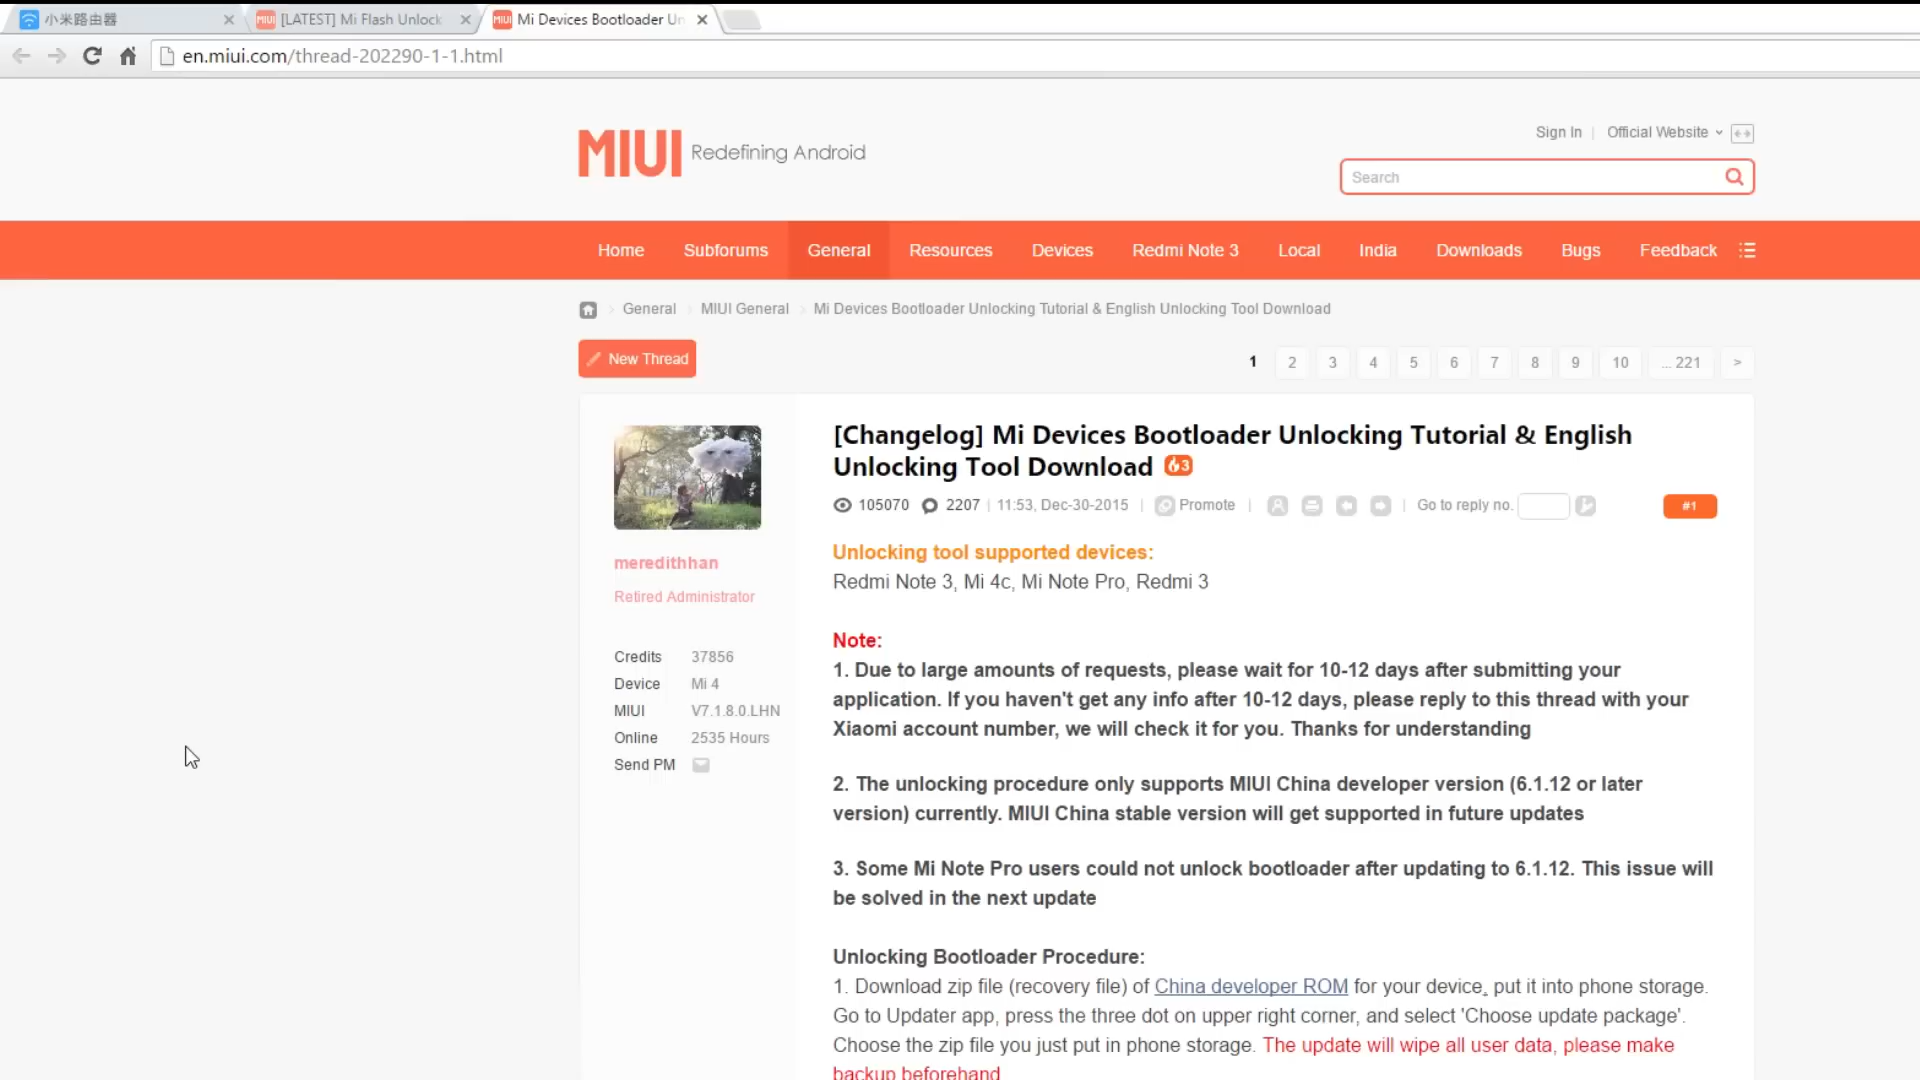 小米路由器
[LATEST] Mi Flash Unlock
Mi Devices Bootloader Un
en.miui.com/thread-202290-1-1.html
MIUI Redefining Android
Sign In
Official Website
Search
Home
Subforums
General
Resources
Devices
Redmi Note 3
Local
India
Downloads
Bugs
Feedback
General
MIUI General
Mi Devices Bootloader Unlocking Tutorial & English Unlocking Tool Download
New Thread
1 2 3 4 5 6 7 8 9 10 ... 221 >
meredithhan
Retired Administrator
Credits 37856
Device Mi 4
MIUI V7.1.8.0.LHN
Online 2535 Hours
Send PM
[Changelog] Mi Devices Bootloader Unlocking Tutorial & English
Unlocking Tool Download 3
105070 2207 | 11:53, Dec-30-2015 | Promote | | Go to reply no. #1
Unlocking tool supported devices:
Redmi Note 3, Mi 4c, Mi Note Pro, Redmi 3
Note:
1. Due to large amounts of requests, please wait for 10-12 days after submitting your
application. If you haven't get any info after 10-12 days, please reply to this thread with your
Xiaomi account number, we will check it for you. Thanks for understanding
2. The unlocking procedure only supports MIUI China developer version (6.1.12 or later
version) currently. MIUI China stable version will get supported in future updates
3. Some Mi Note Pro users could not unlock bootloader after updating to 6.1.12. This issue will
be solved in the next update
Unlocking Bootloader Procedure:
1. Download zip file (recovery file) of China developer ROM for your device, put it into phone storage.
Go to Updater app, press the three dot on upper right corner, and select 'Choose update package'.
Choose the zip file you just put in phone storage. The update will wipe all user data, please make
backup beforehand